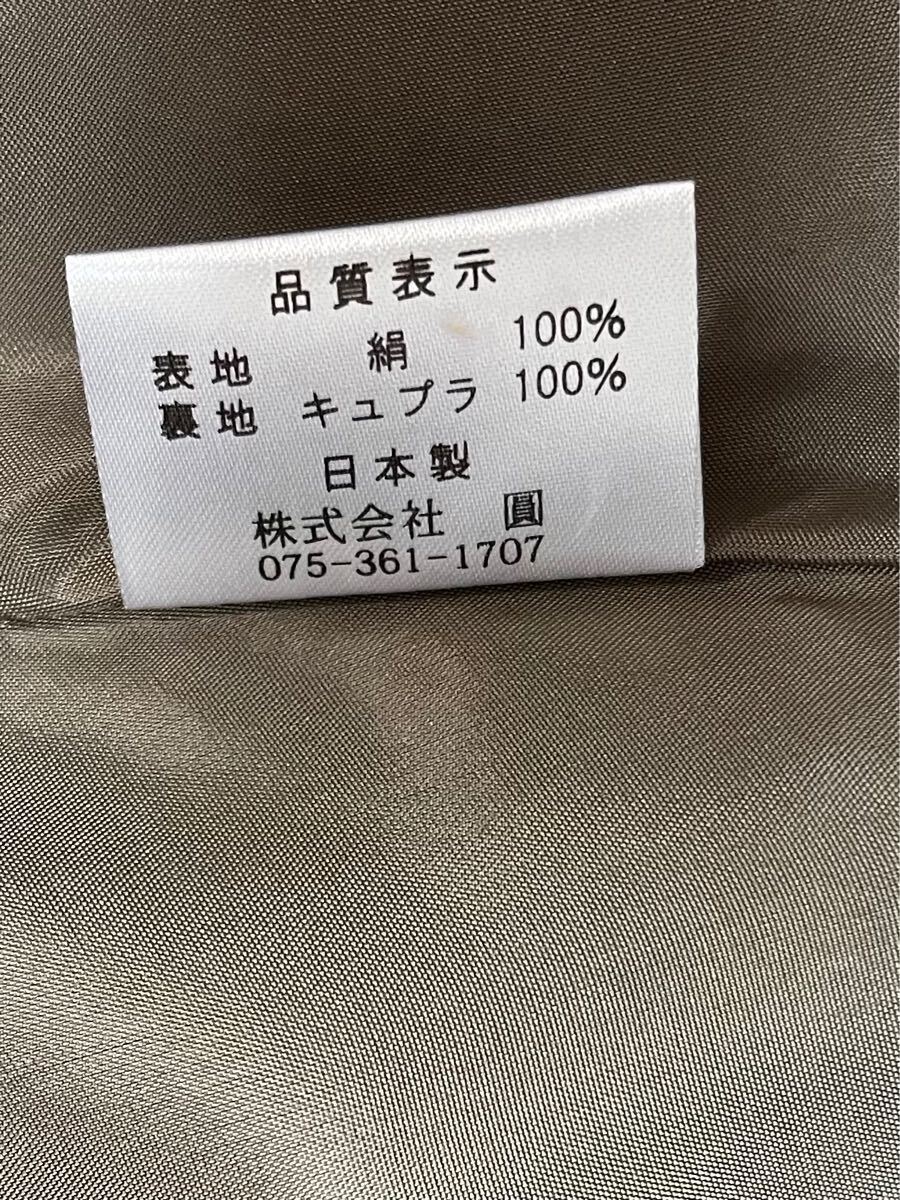 品質表示
表地 絹 100%
裏地 キュプラ 100%
日本製
株式会社 圓
075-361-1707